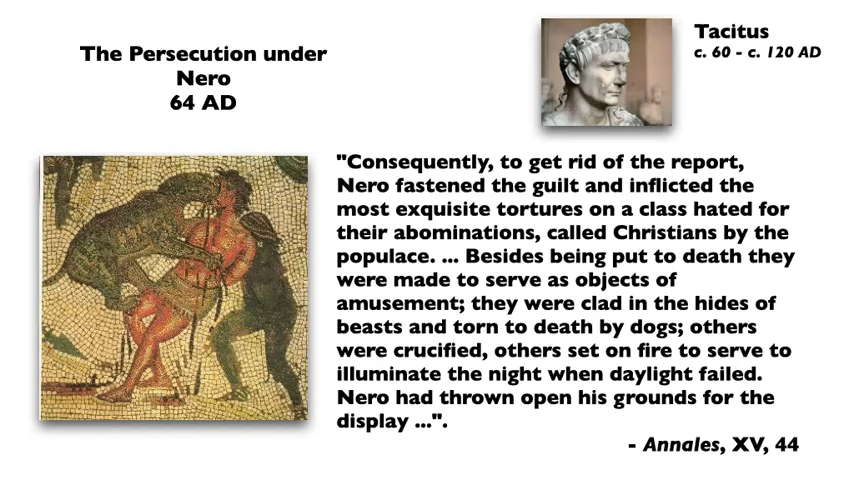 The Persecution under
Nero
64 AD
Tacitus
c. 60 - c. 120 AD
"Consequently, to get rid of the report,
Nero fastened the guilt and inflicted the
most exquisite tortures on a class hated for
their abominations, called Christians by the
populace. ... Besides being put to death they
were made to serve as objects of
amusement; they were clad in the hides of
beasts and torn to death by dogs; others
were crucified, others set on fire to serve to
illuminate the night when daylight failed.
Nero had thrown open his grounds for the
display ...".
- Annales, XV, 44